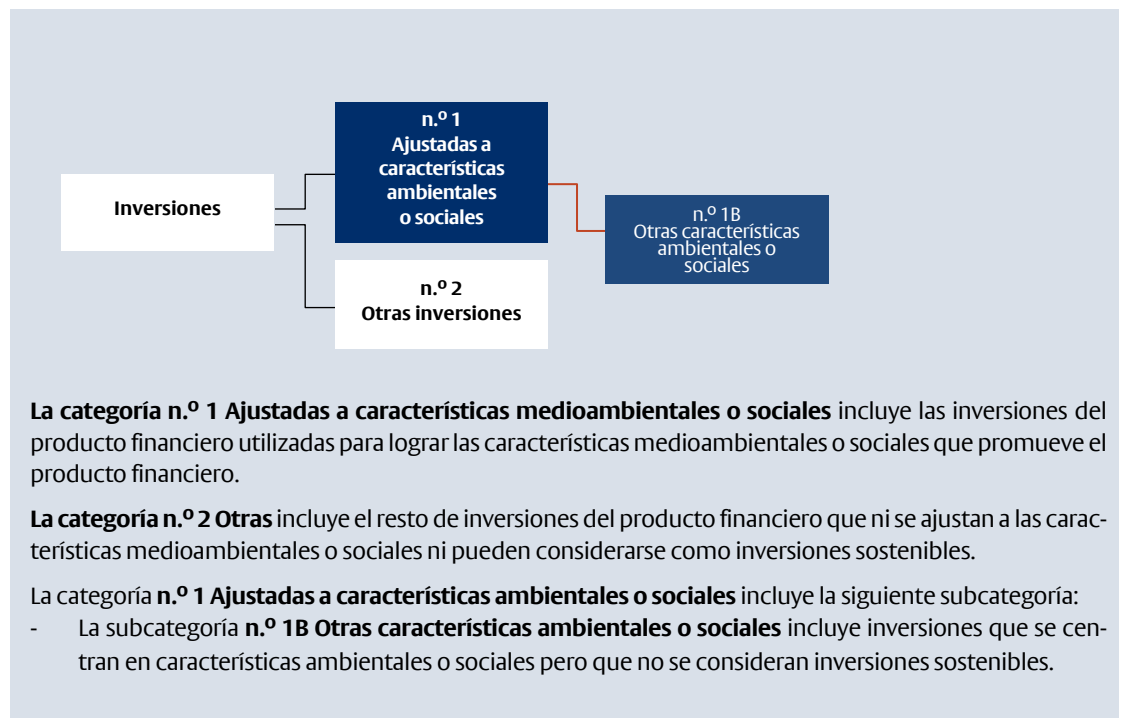 n.º 1
Ajustadas a
características
ambientales
o sociales
Inversiones
n.º 1B
Otras características
ambientales o
sociales
n.º 2
Otras inversiones
La categoría n.º 1 Ajustadas a características medioambientales o sociales incluye las inversiones del
producto financiero utilizadas para lograr las características medioambientales o sociales que promueve el
producto financiero.
La categoría n.º 2 Otras incluye el resto de inversiones del producto financiero que ni se ajustan a las carac-
terísticas medioambientales o sociales ni pueden considerarse como inversiones sostenibles.
La categoría n.º 1 Ajustadas a características ambientales o sociales incluye la siguiente subcategoría:
- La subcategoría n.º 1B Otras características ambientales o sociales incluye inversiones que se cen-
tran en características ambientales o sociales pero que no se consideran inversiones sostenibles.